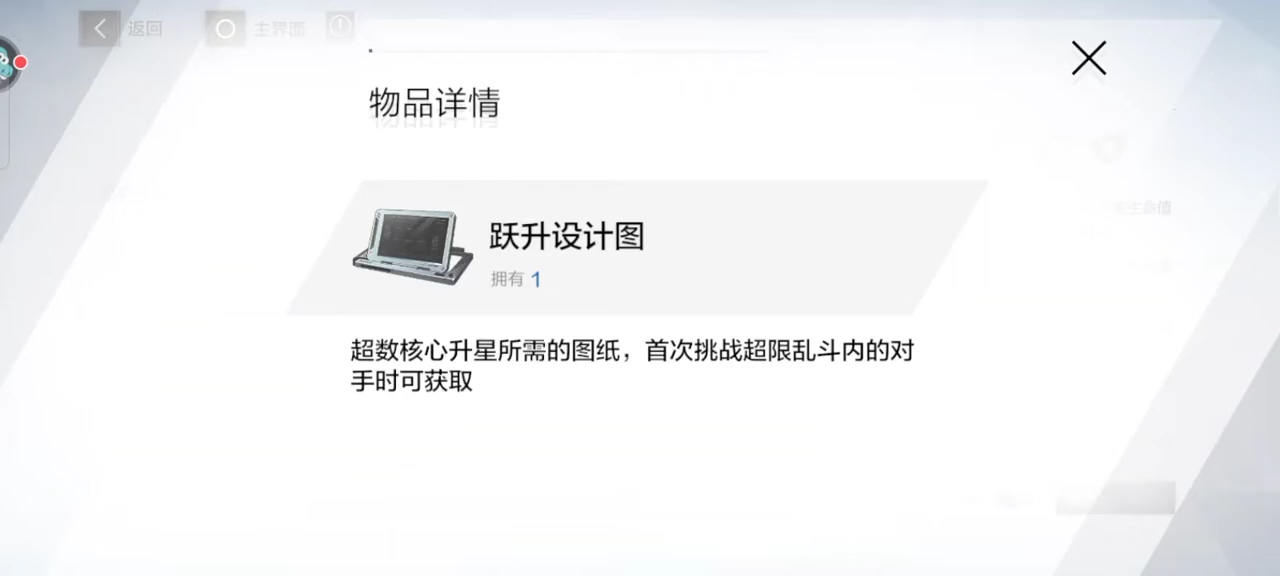 返回
主界面
物品详情
跃升设计图
拥有 1
超数核心升星所需的图纸，首次挑战超限乱斗内的对
手时可获取